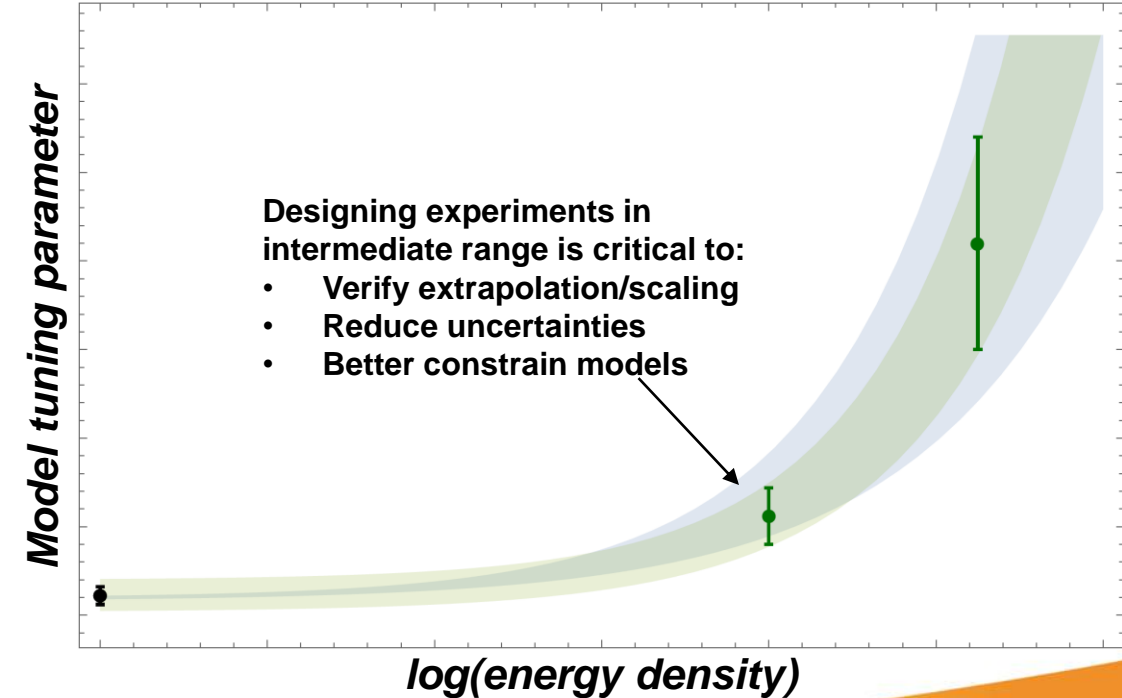 Model tuning parameter
Designing experiments in
intermediate range is critical to:
• Verify extrapolation/scaling
• Reduce uncertainties
• Better constrain models
log(energy density)